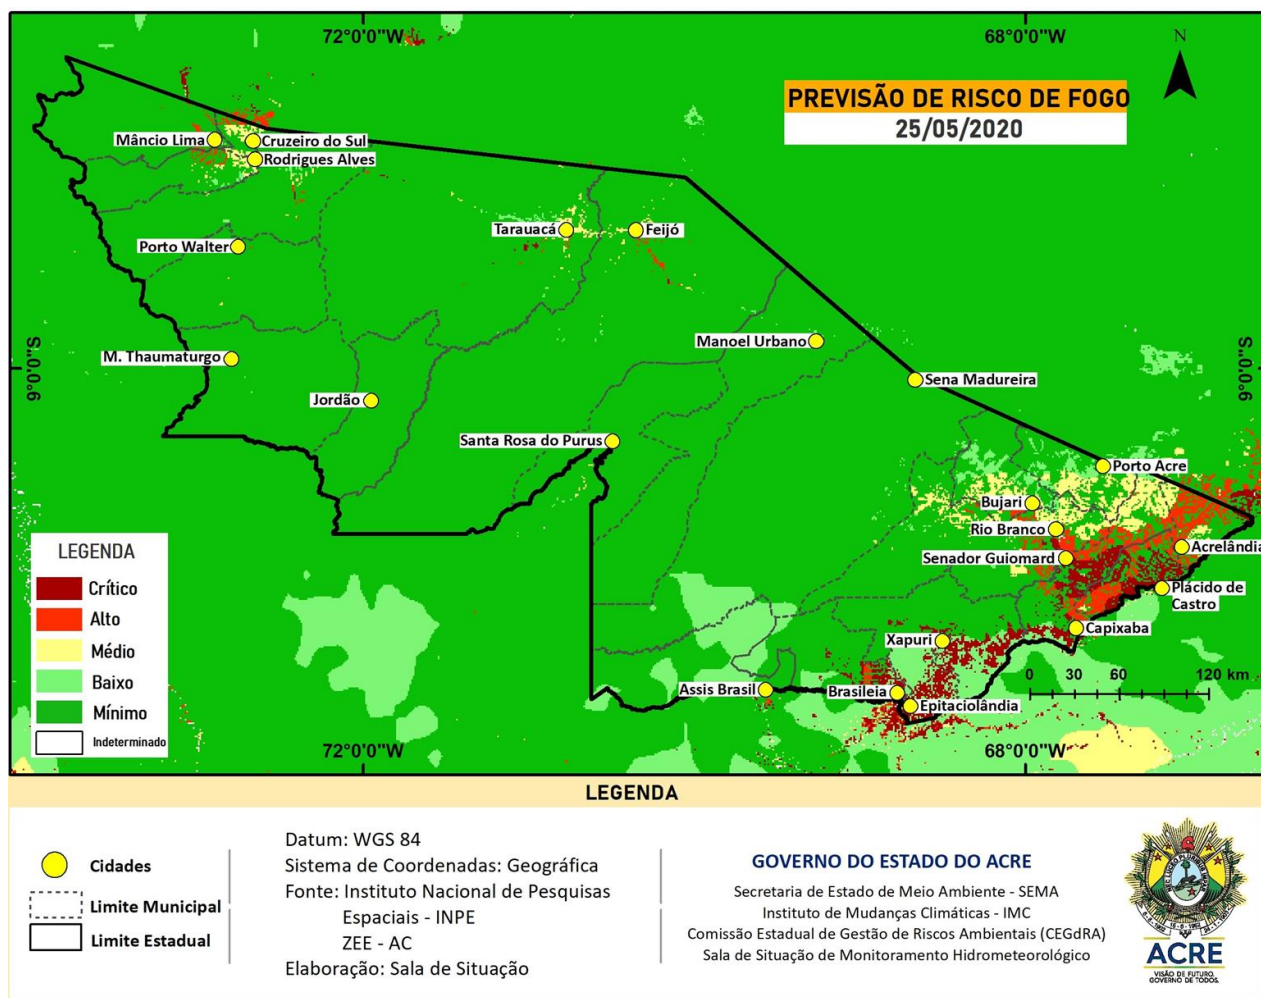 72°0'0"W
68°0'0"W
N
PREVISÃO DE RISCO DE FOGO
25/05/2020
Mâncio Lima
Cruzeiro do Sul
Rodrigues Alves
Tarauacá
Feijó
Porto Walter
Manoel Urbano
M. Thaumaturgo
9°0'0"S
9°0'0"S
Sena Madureira
Jordão
Santa Rosa do Purus
Porto Acre
Bujari
Rio Branco
Acrelândia
Senador Guiomard
Plácido de
Castro
Capixaba
Xapuri
Assis Brasil
Brasileia
Epitaciolândia
0 30 60 120 km
72°0'0"W
68°0'0"W
LEGENDA
Crítico
Alto
Médio
Baixo
Mínimo
Indeterminado
LEGENDA
Cidades
Limite Municipal
Limite Estadual
Datum: WGS 84
Sistema de Coordenadas: Geográfica
Fonte: Instituto Nacional de Pesquisas
Espaciais - INPE
ZEE - AC
Elaboração: Sala de Situação
GOVERNO DO ESTADO DO ACRE
Secretaria de Estado de Meio Ambiente - SEMA
Instituto de Mudanças Climáticas - IMC
Comissão Estadual de Gestão de Riscos Ambientais (CEGdRA)
Sala de Situação de Monitoramento Hidrometeorológico
ACRE
VISÃO DE FUTURO.
GOVERNO DE TODOS.